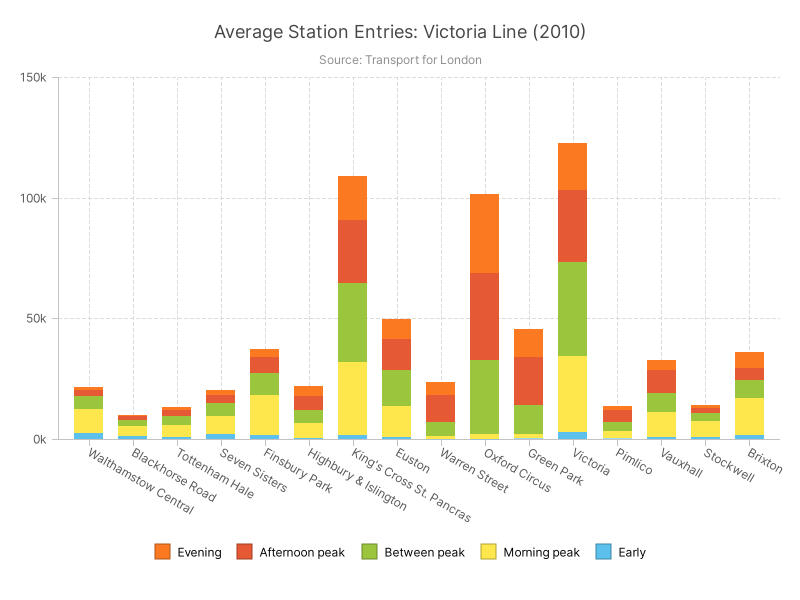 Average Station Entries: Victoria Line (2010)
Source: Transport for London
150k
100k
50k
0k
Walthamstow Central
Blackhorse Road
Tottenham Hale
Seven Sisters
Finsbury Park
Highbury & Islington
King's Cross St. Pancras
Euston
Warren Street
Oxford Circus
Green Park
Victoria
Pimlico
Vauxhall
Stockwell
Brixton
Evening
Afternoon peak
Between peak
Morning peak
Early